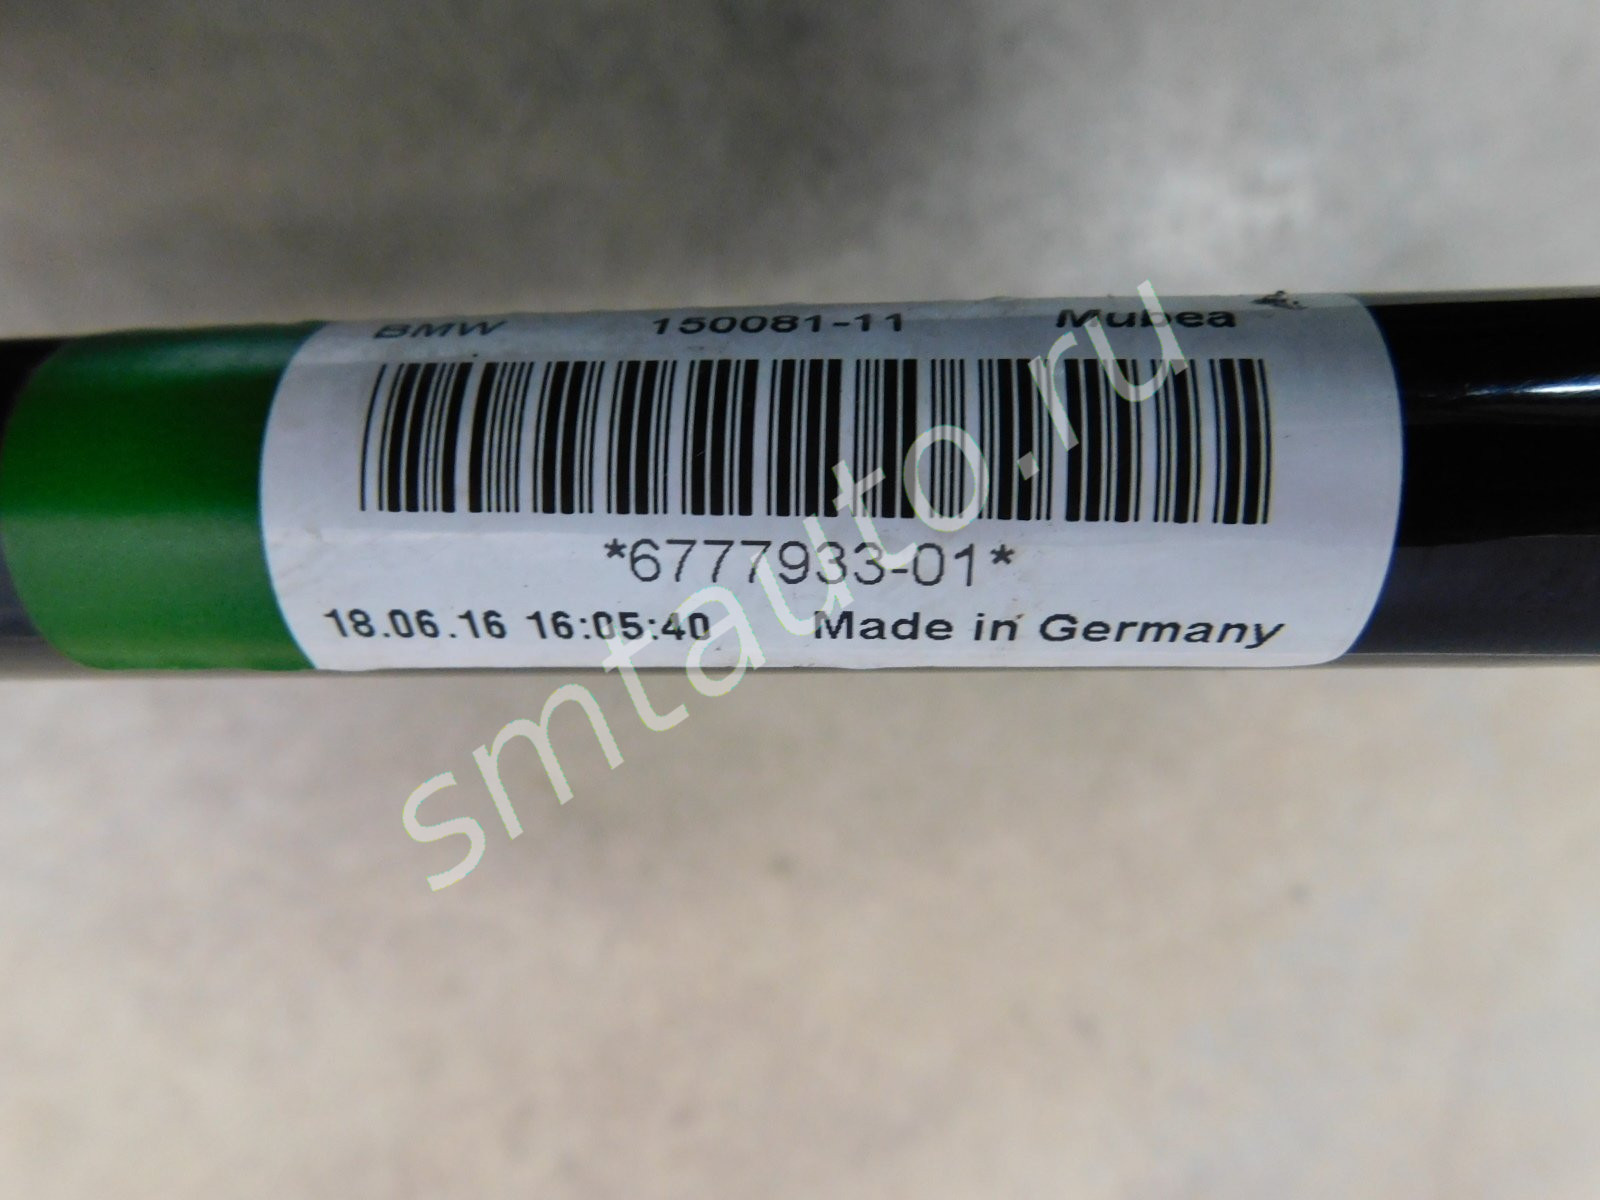 BMW 150081-11 Mubea
*6777933-01*
18.06.16 16:05:40 Made in Germany
smtauto.ru